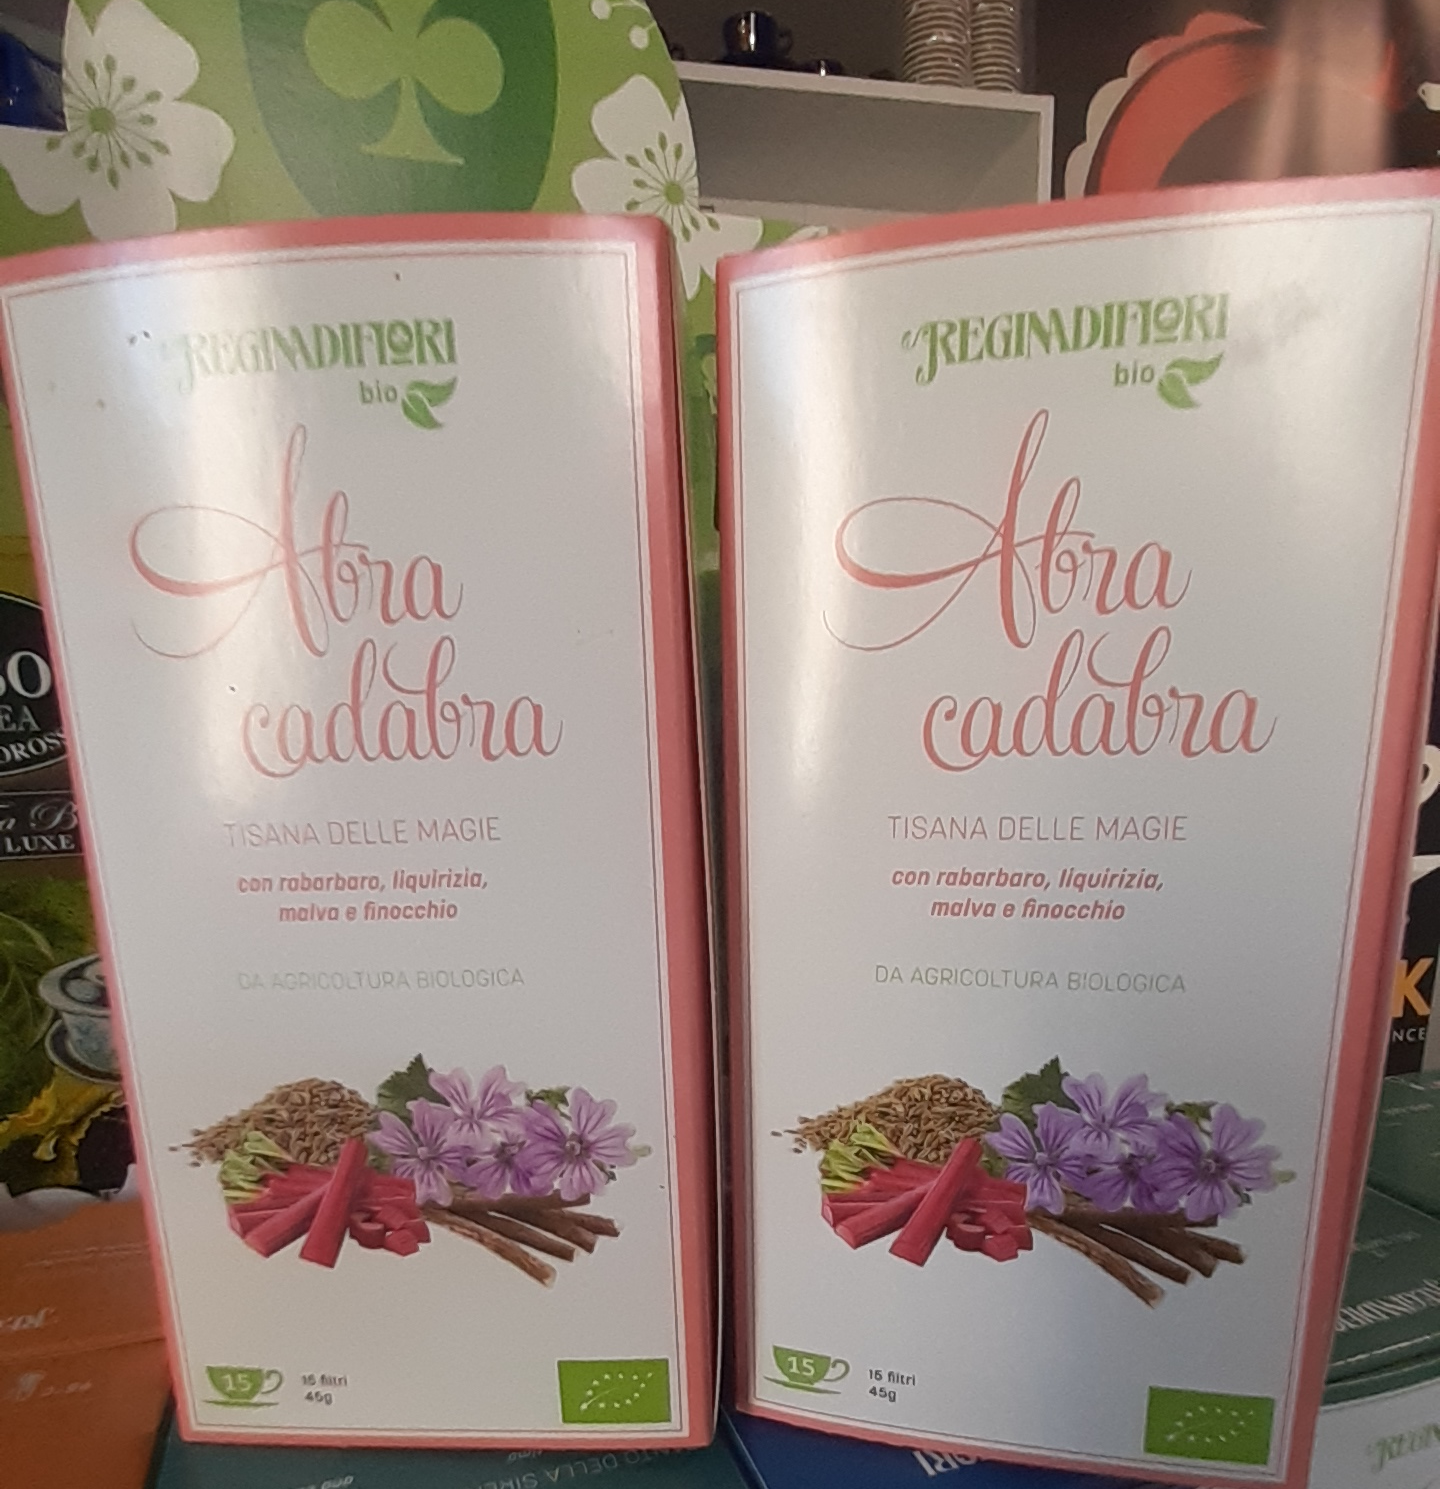 REGINADIFIORI
bio
Abra
cadabra
TISANA DELLE MAGIE
con rabarbaro, liquirizia,
malva e finocchio
DA AGRICOLTURA BIOLOGICA
15
15 filtri
45g
REGINADIFIORI
bio
Abra
cadabra
TISANA DELLE MAGIE
con rabarbaro, liquirizia,
malva e finocchio
DA AGRICOLTURA BIOLOGICA
15
15 filtri
45g
LUXE
K
DELLA